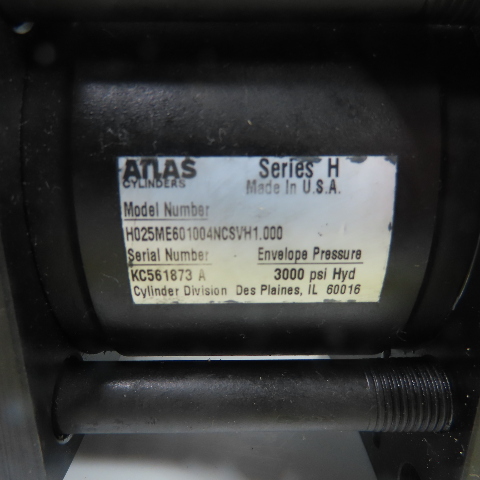 ATLAS Series H
CYLINDERS Made In U.S.A.
Model Number
H025ME601004NCSVH1.000
Serial Number Envelope Pressure
KC561873 A 3000 psi Hyd
Cylinder Division Des Plaines, IL 60016